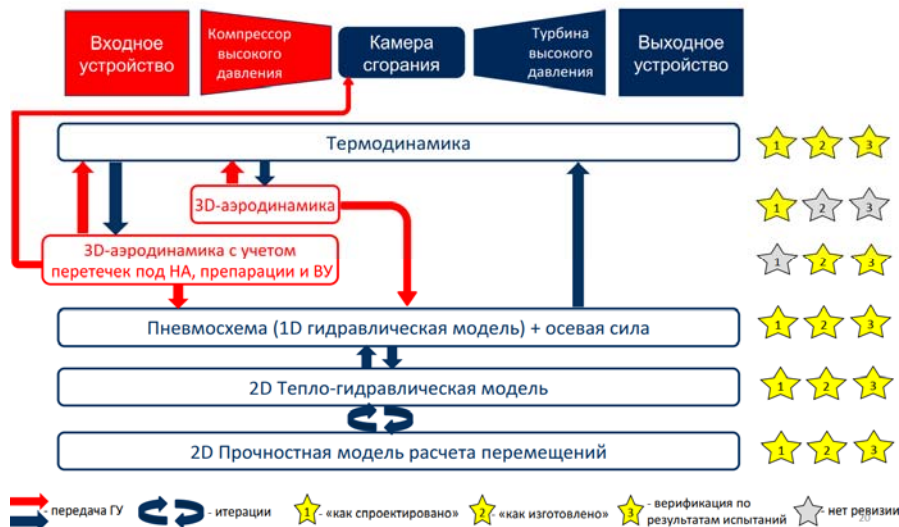 Входное
устройство
Компрессор
высокого
давления
Камера
сгорания
Турбина
высокого
давления
Выходное
устройство
Термодинамика
1 2 3
3D-аэродинамика
1 2 3
3D-аэродинамика с учетом
перетечек под НА, препарации и ВУ
1 2 3
Пневмосхема (1D гидравлическая модель) + осевая сила
1 2 3
2D Тепло-гидравлическая модель
1 2 3
2D Прочностная модель расчета перемещений
1 2 3
- передача ГУ
- итерации
1 - «как спроектировано»
2 - «как изготовлено»
3 - верификация по
результатам испытаний
- нет ревизии
20